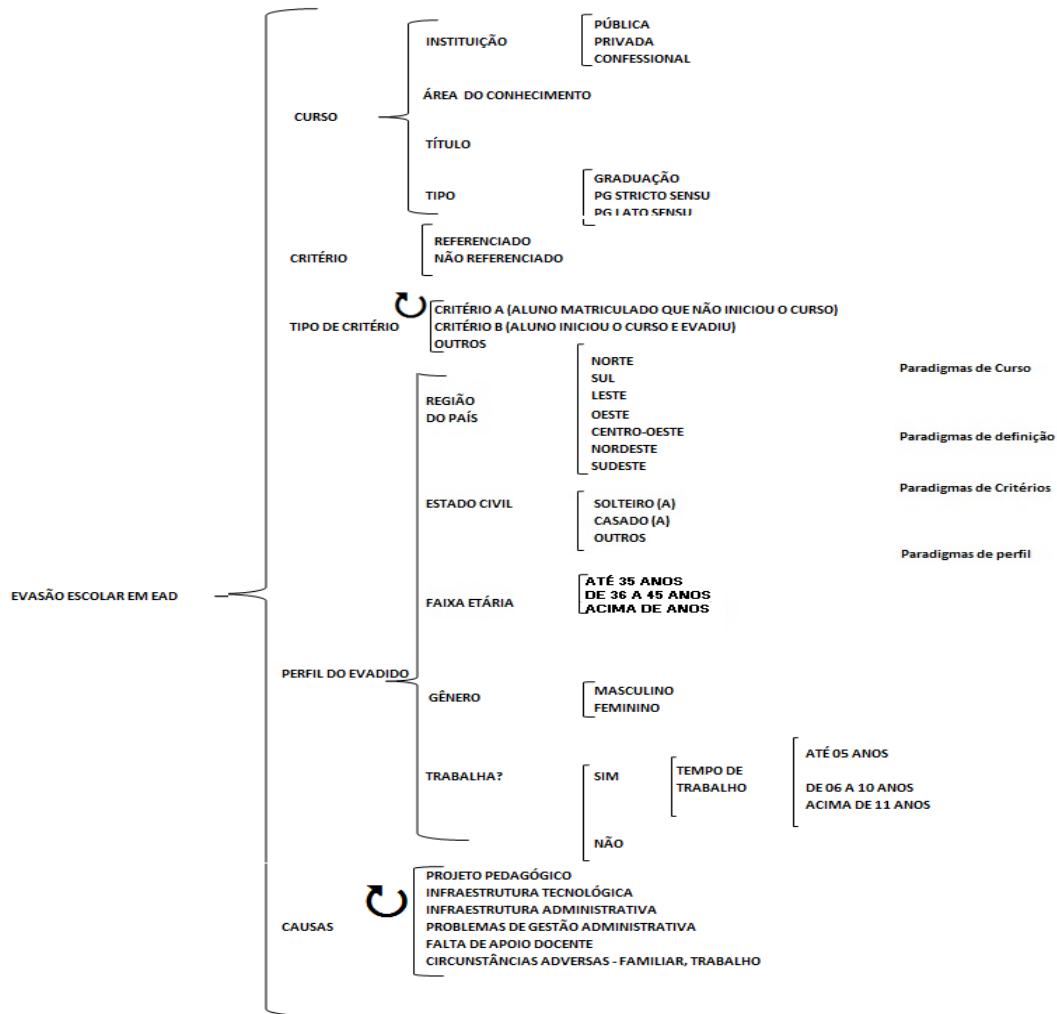 PÚBLICA
INSTITUIÇÃO
PRIVADA
CONFESSIONAL
ÁREA DO CONHECIMENTO
CURSO
TÍTULO
GRADUAÇÃO
TIPO
PG STRICTO SENSU
PG LATO SENSU
REFERENCIADO
CRITÉRIO
NÃO REFERENCIADO
CRITÉRIO A (ALUNO MATRICULADO QUE NÃO INICIOU O CURSO)
TIPO DE CRITÉRIO
CRITÉRIO B (ALUNO INICIOU O CURSO E EVADIU)
OUTROS
REGIÃO
DO PAÍS
NORTE
SUL
LESTE
OESTE
CENTRO-OESTE
NORDESTE
SUDESTE
Paradigmas de Curso
Paradigmas de definição
Paradigmas de Critérios
Paradigmas de perfil
ESTADO CIVIL
SOLTEIRO (A)
CASADO (A)
OUTROS
EVASÃO ESCOLAR EM EAD
FAIXA ETÁRIA
ATÉ 35 ANOS
DE 36 A 45 ANOS
ACIMA DE ANOS
PERFIL DO EVADIDO
GÊNERO
MASCULINO
FEMININO
TRABALHA?
SIM
TEMPO DE
TRABALHO
ATÉ 05 ANOS
DE 06 A 10 ANOS
ACIMA DE 11 ANOS
NÃO
CAUSAS
PROJETO PEDAGÓGICO
INFRAESTRUTURA TECNOLÓGICA
INFRAESTRUTURA ADMINISTRATIVA
PROBLEMAS DE GESTÃO ADMINISTRATIVA
FALTA DE APOIO DOCENTE
CIRCUNSTÂNCIAS ADVERSAS - FAMILIAR, TRABALHO